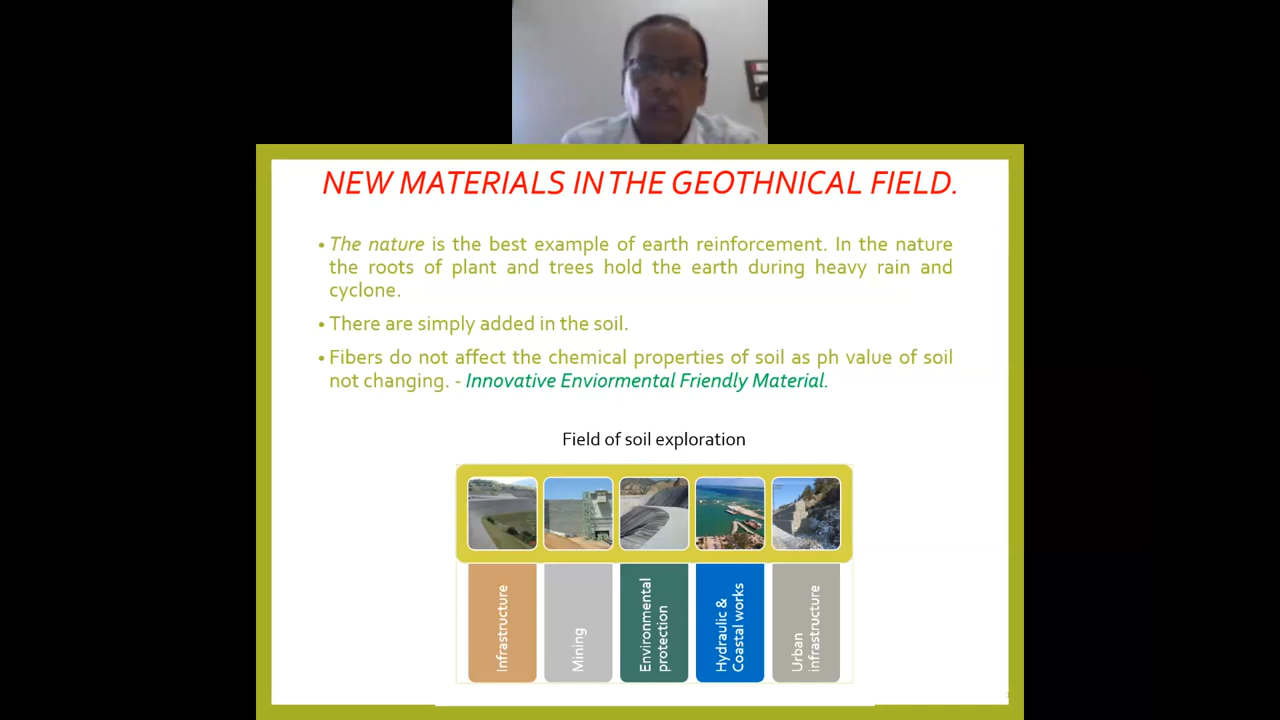 NEW MATERIALS IN THE GEOTHNICAL FIELD.
• The nature is the best example of earth reinforcement. In the nature
the roots of plant and trees hold the earth during heavy rain and
cyclone.
• There are simply added in the soil.
• Fibers do not affect the chemical properties of soil as ph value of soil
not changing. - Innovative Enviormental Friendly Material.
Field of soil exploration
Infrastructure
Mining
Environmental
protection
Hydraulic &
Coastal works
Urban
infrastructure